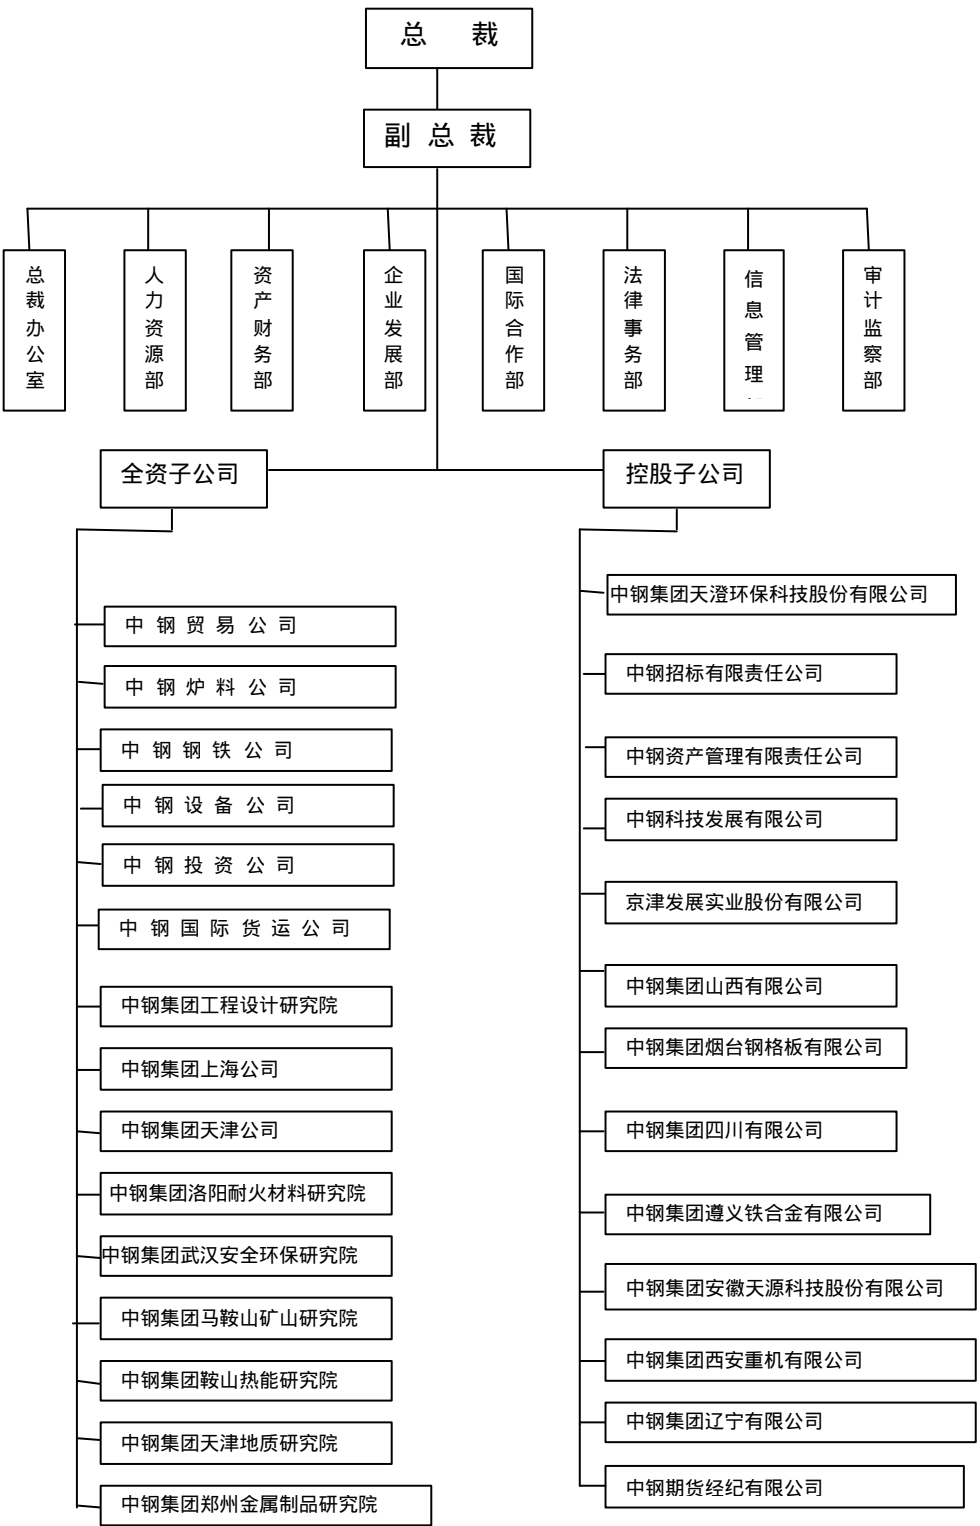 总 裁
副 总 裁
总裁办公室
人力资源部
资产财务部
企业发展部
国际合作部
法律事务部
信息管理
审计监察部
全资子公司
控股子公司
中 钢 贸 易 公 司
中 钢 炉 料 公 司
中 钢 钢 铁 公 司
中 钢 设 备 公 司
中 钢 投 资 公 司
中 钢 国 际 货 运 公 司
中钢集团工程设计研究院
中钢集团上海公司
中钢集团天津公司
中钢集团洛阳耐火材料研究院
中钢集团武汉安全环保研究院
中钢集团马鞍山矿山研究院
中钢集团鞍山热能研究院
中钢集团天津地质研究院
中钢集团郑州金属制品研究院
中钢集团天澄环保科技股份有限公司
中钢招标有限责任公司
中钢资产管理有限责任公司
中钢科技发展有限公司
京津发展实业股份有限公司
中钢集团山西有限公司
中钢集团烟台钢格板有限公司
中钢集团四川有限公司
中钢集团遵义铁合金有限公司
中钢集团安徽天源科技股份有限公司
中钢集团西安重机有限公司
中钢集团辽宁有限公司
中钢期货经纪有限公司